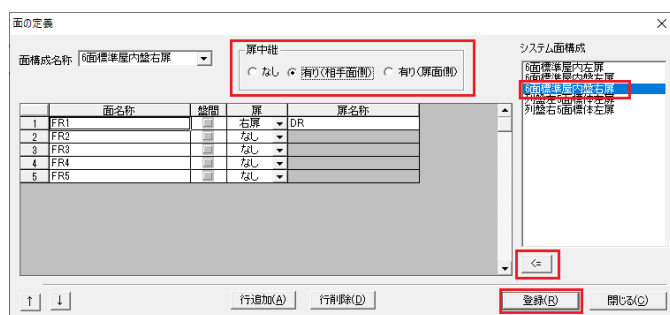 面の定義
面構成名称 6面標準屋内盤右扉
扉中継
なし 有り(相手面側) 有り(扉面側)
システム面構成
6面標準屋内左扉
6面標準屋内盤左扉
6面標準屋内盤右扉
列盤左5面標体左扉
列盤右5面標体左扉
面名称 盤間 扉 扉名称
1 FR1 右扉 DR
2 FR2 なし
3 FR3 なし
4 FR4 なし
5 FR5 なし
<=
↑ ↓ 行追加(A) 行削除(D) 登録(R) 閉じる(C)